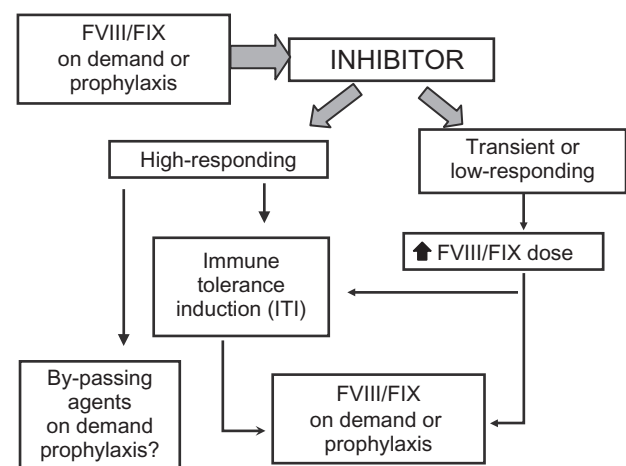 FVIII/FIX
on demand or
prophylaxis
INHIBITOR
High-responding
Transient or
low-responding
FVIII/FIX dose
Immune
tolerance
induction (ITI)
By-passing
agents
on demand
prophylaxis?
FVIII/FIX
on demand or
prophylaxis